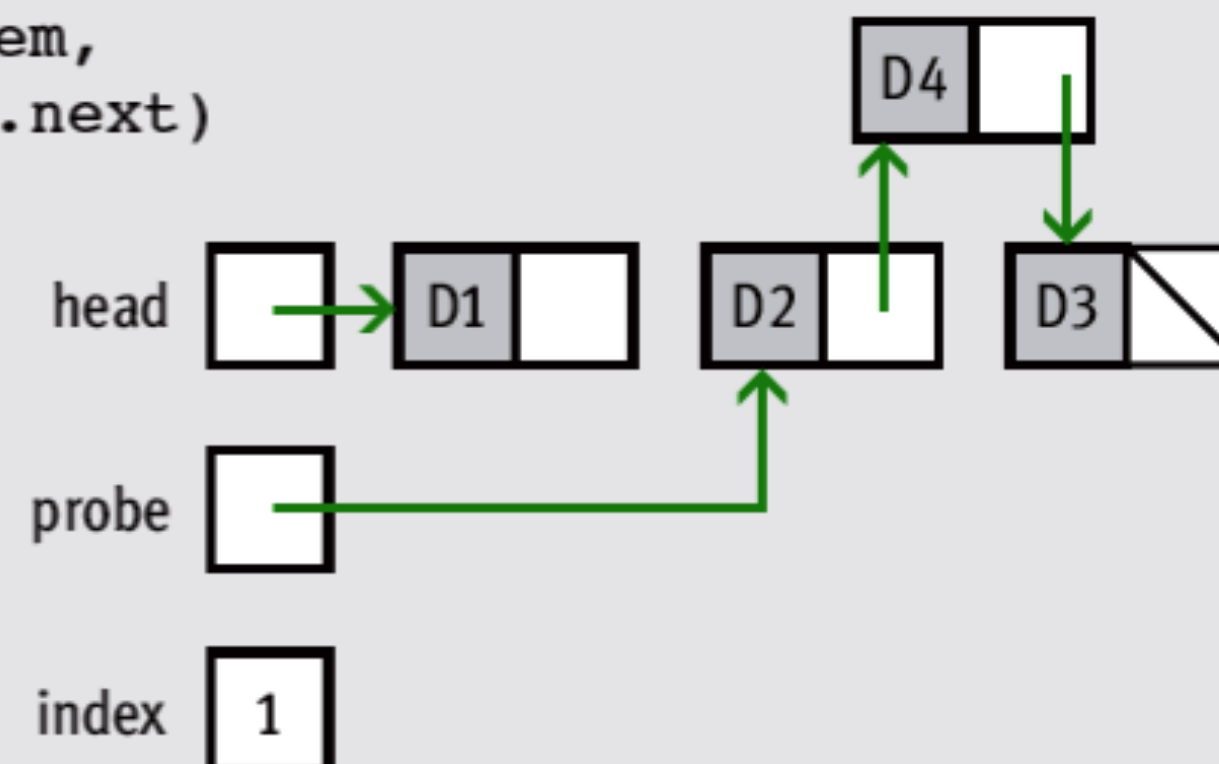 em,
.next)
D4
head
D1
D2
D3
probe
index
1